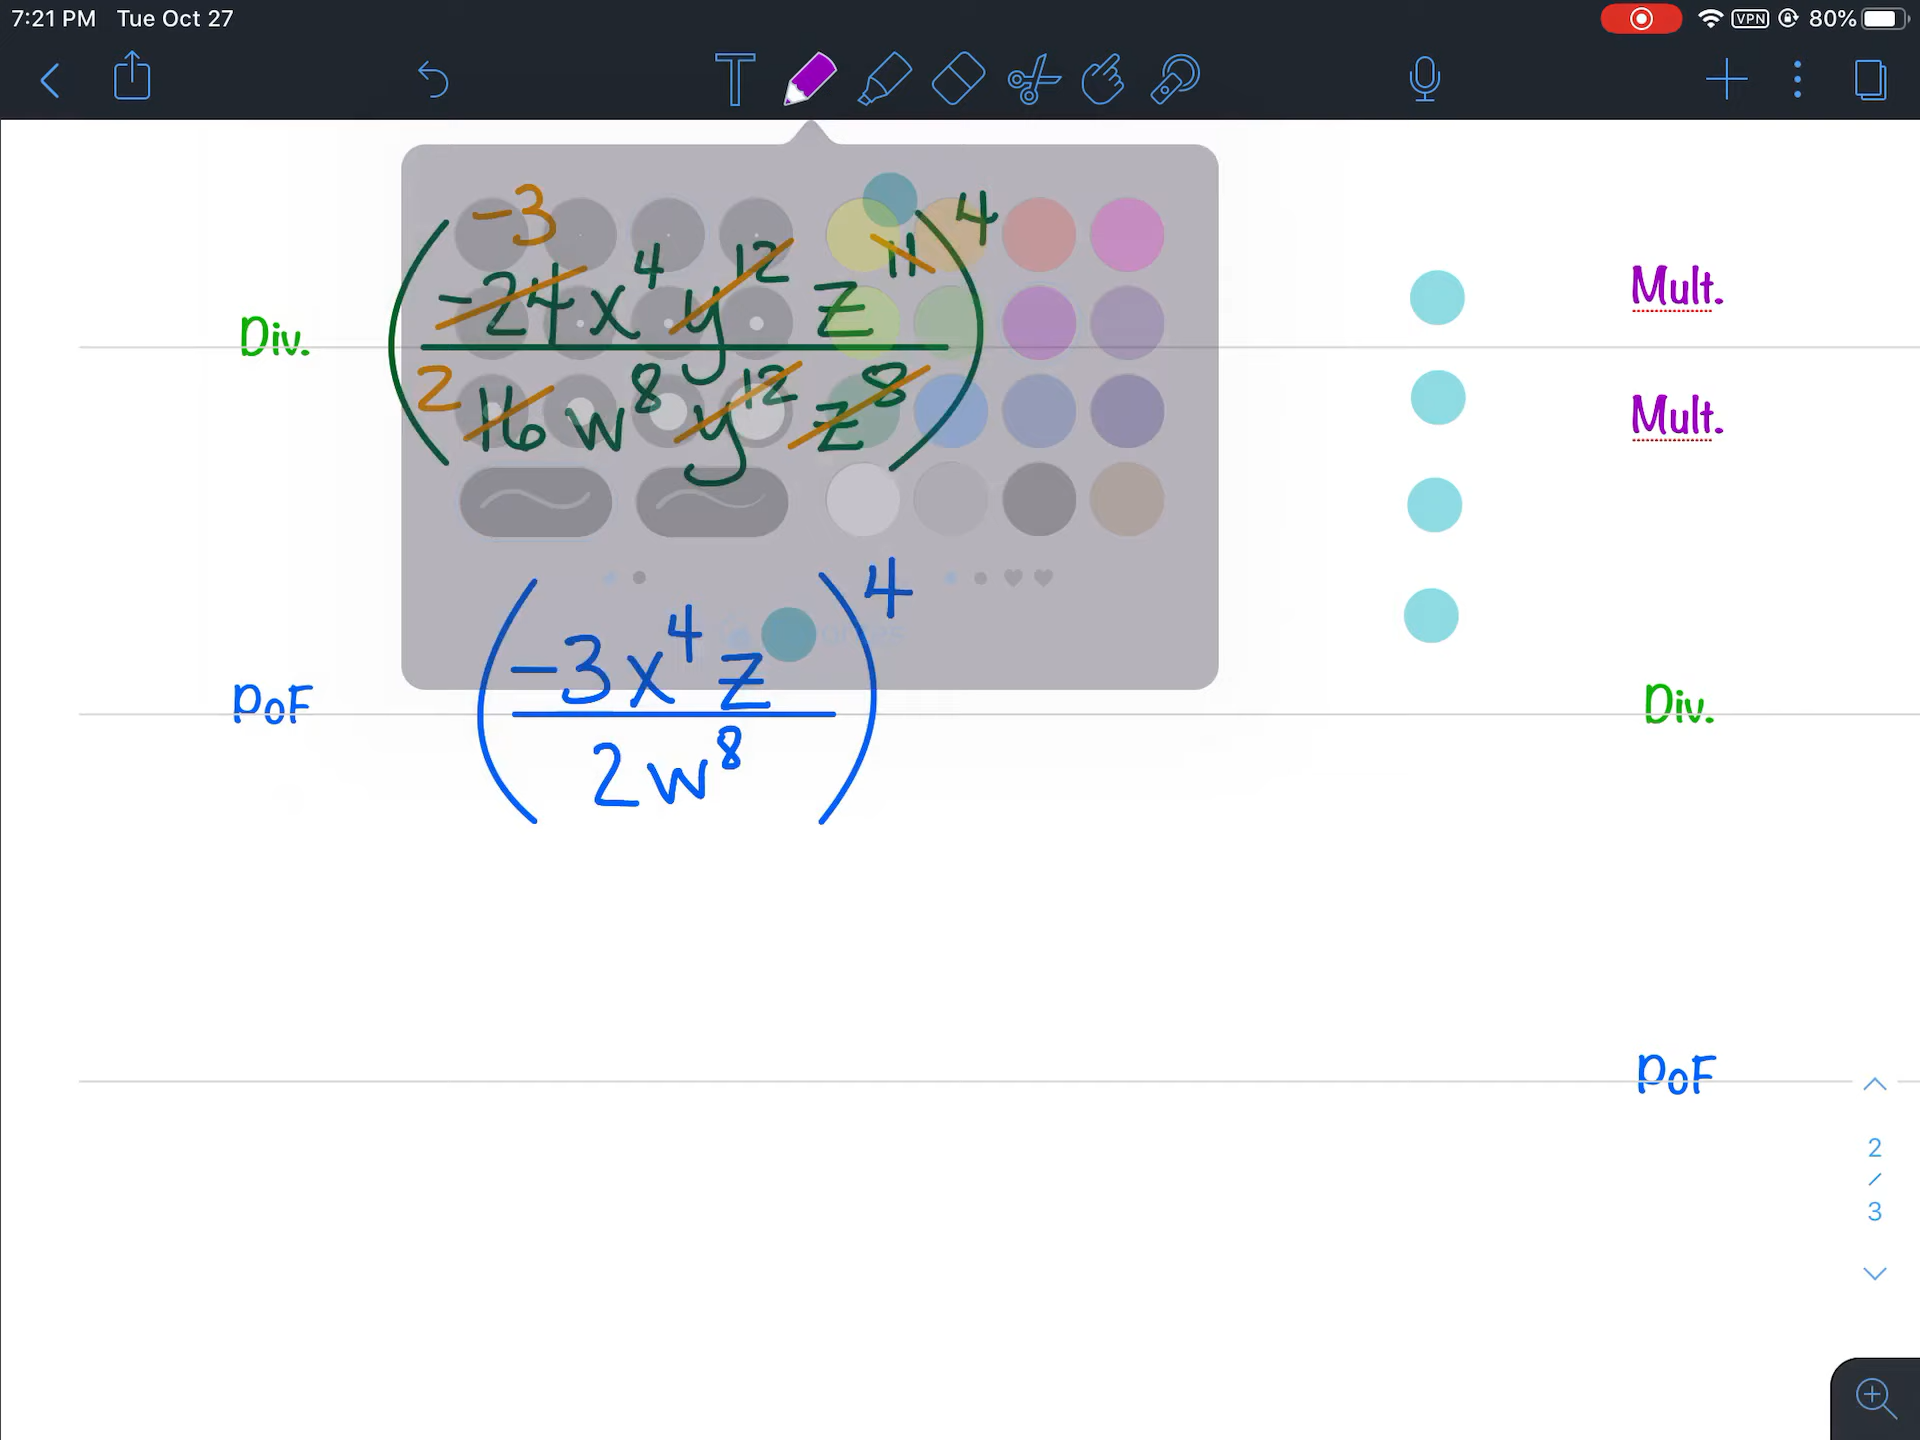 7:21 PM Tue Oct 27
VPN 80%
T
-3 4
( -24 x^4 y^12 z^11 )
Mult.
Div.
2 16 w^8 y^12 z^8
Mult.
( -3x^4 z )^4
PoF
Div.
2w^8
PoF
2
/
3